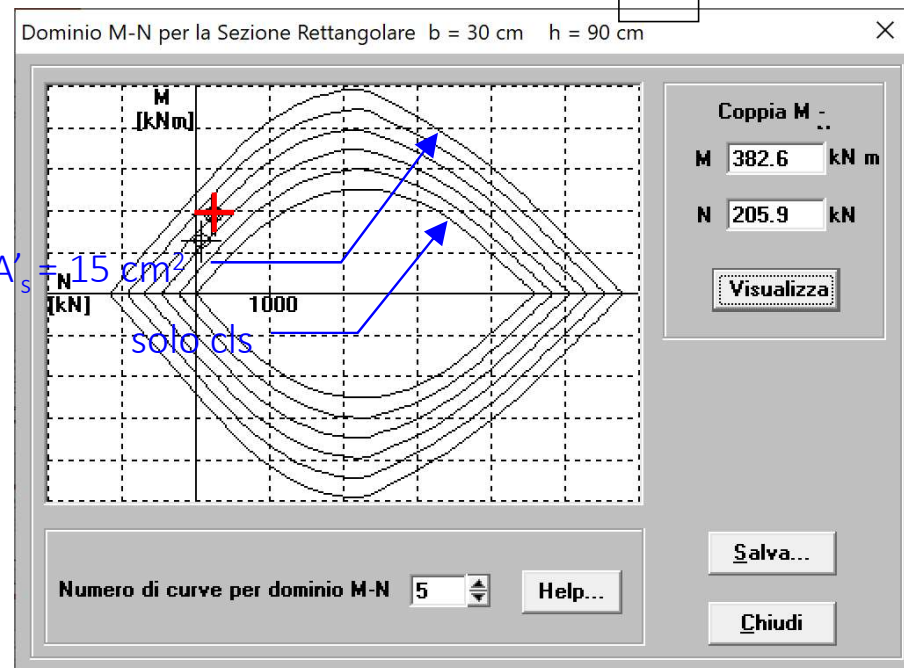 Dominio M-N per la Sezione Rettangolare b = 30 cm h = 90 cm
M
[kNm]
Coppia M -
M 382.6 kN m
N 205.9 kN
Visualizza
A's = 15 cm²
N
[kN]
1000
solo cls
Numero di curve per dominio M-N 5 Help...
Salva...
Chiudi